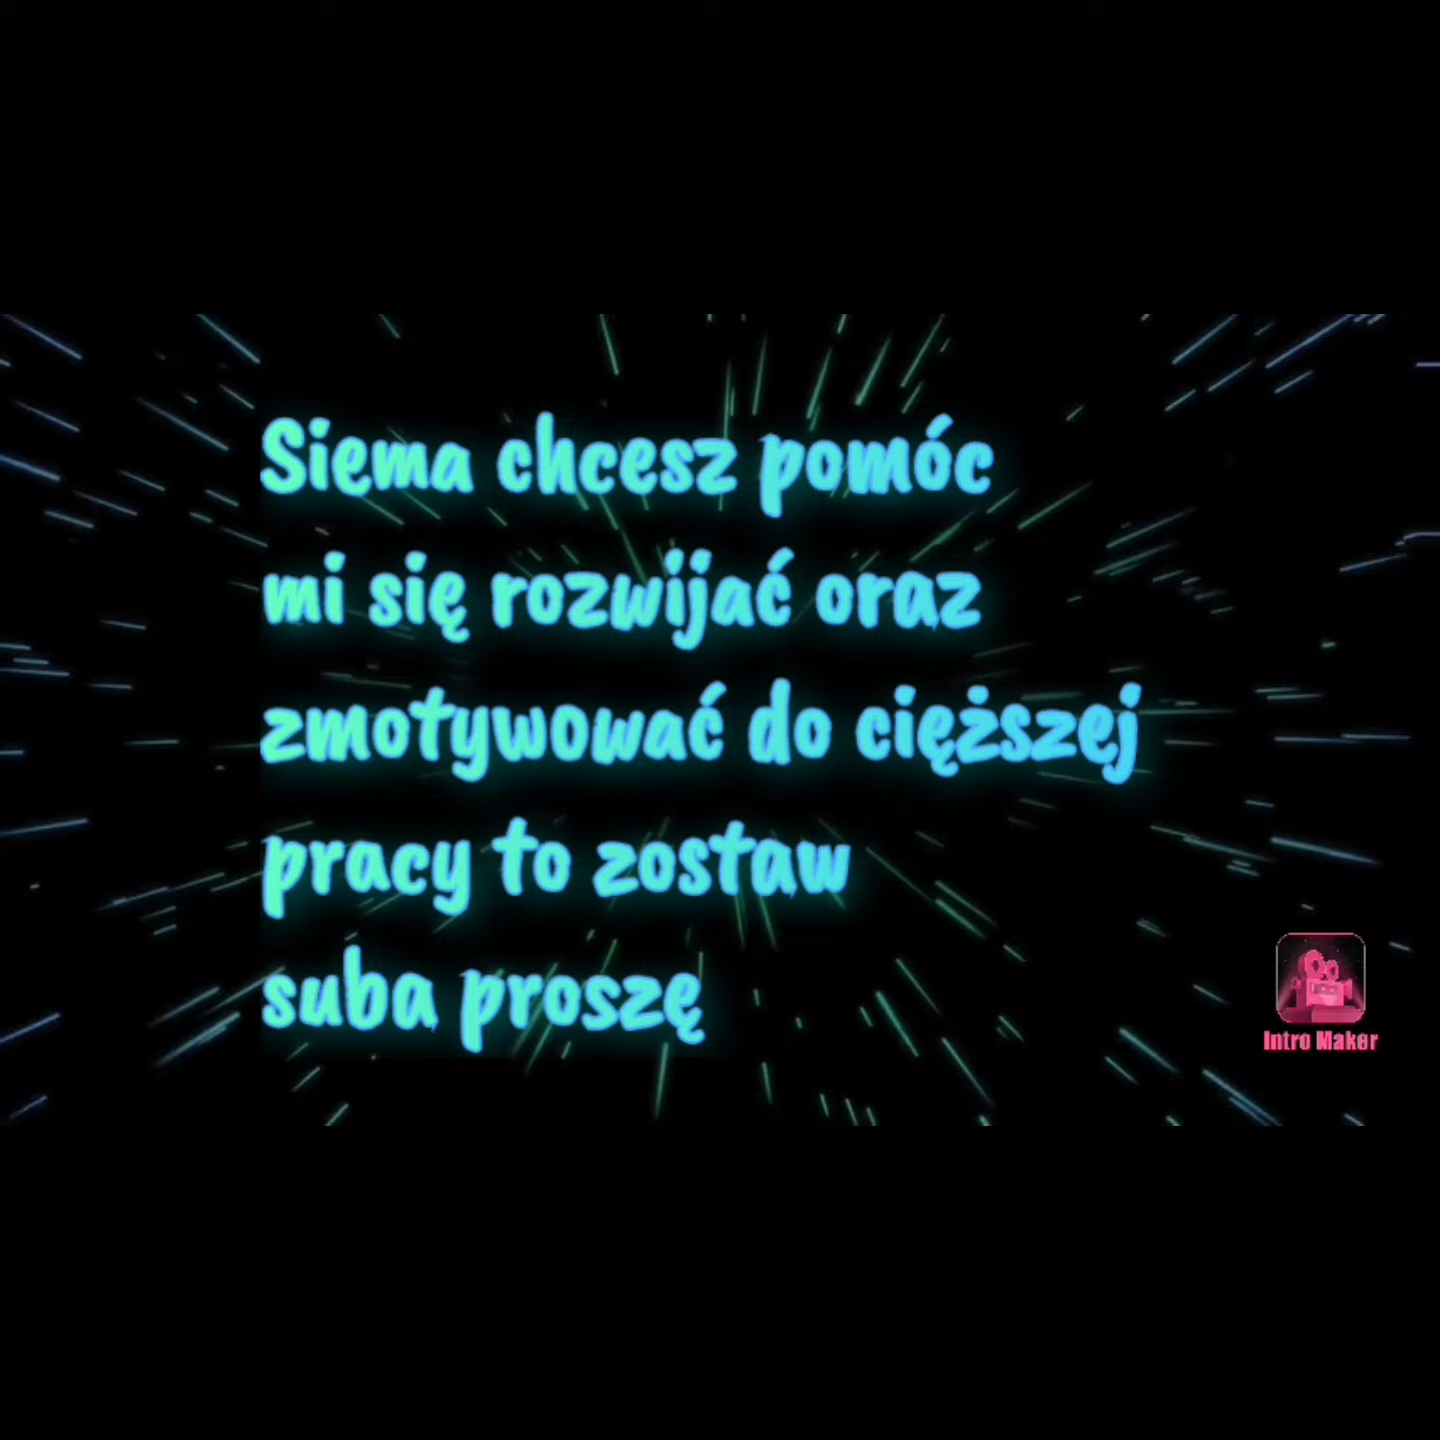 Siema chcesz pomóc
mi się rozwijać oraz
zmotywować do cięższej
pracy to zostaw
suba proszę
Intro Maker